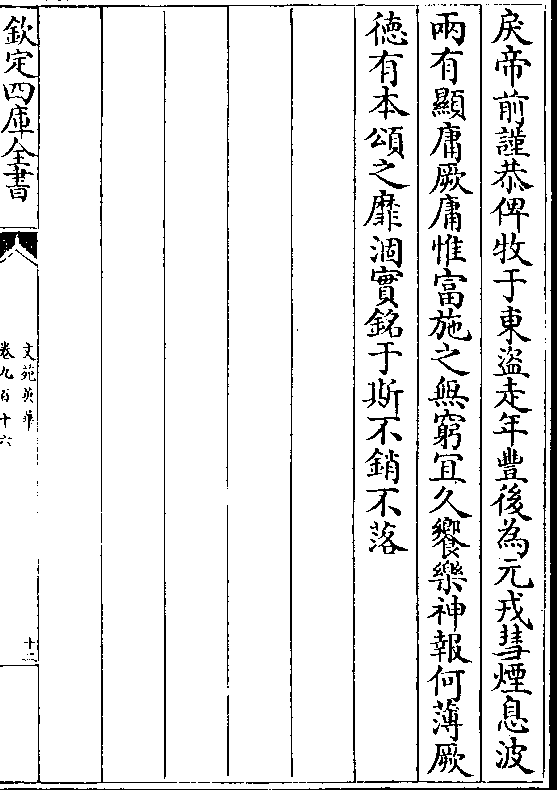 戾帝前謹恭俾牧于東盜走年豐後為元戎彗煙息波
兩有顯庸厥庸惟富施之無窮宜久饗樂神報何薄厥
徳有本頌之靡涸實銘于斯不銷不落
欽定四庫全書
文苑英華
卷九百十六
十二